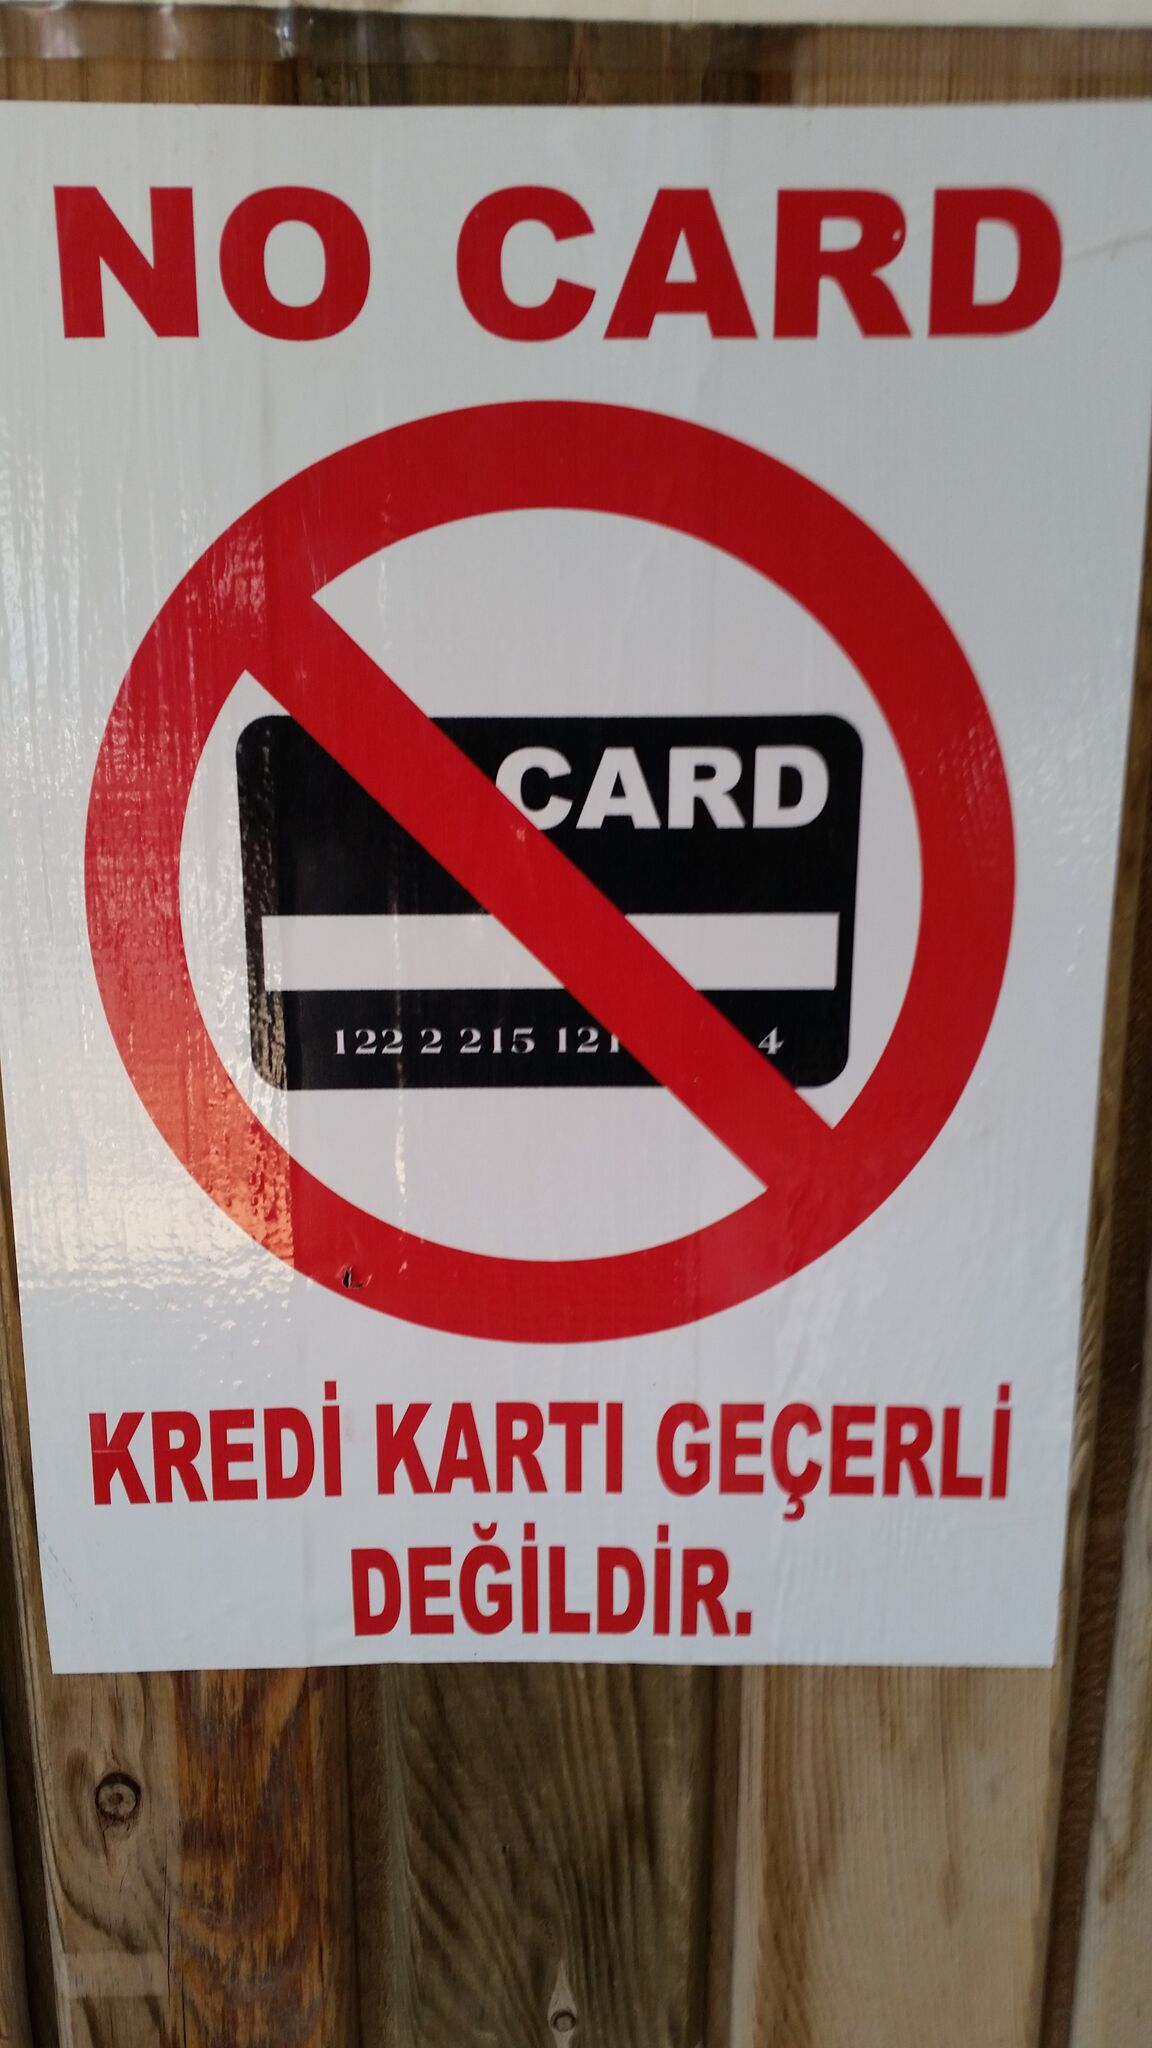 NO CARD
CARD
122 2 215 121 4
KREDİ KARTI GEÇERLİ
DEĞİLDİR.